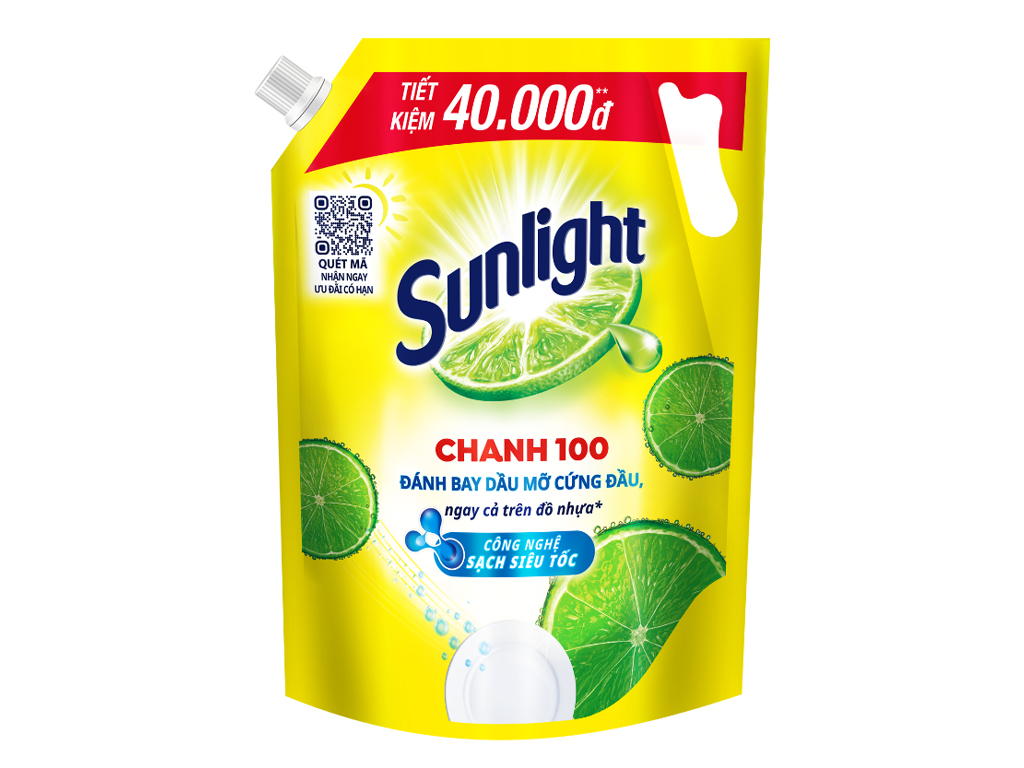 TIẾT
KIỆM 40.000đ**
QUÉT MÃ
NHẬN NGAY
ƯU ĐÃI CÓ HẠN
Sunlight
CHANH 100
ĐÁNH BAY DẦU MỠ CỨNG ĐẦU,
ngay cả trên đồ nhựa*
CÔNG NGHỆ
SẠCH SIÊU TỐC